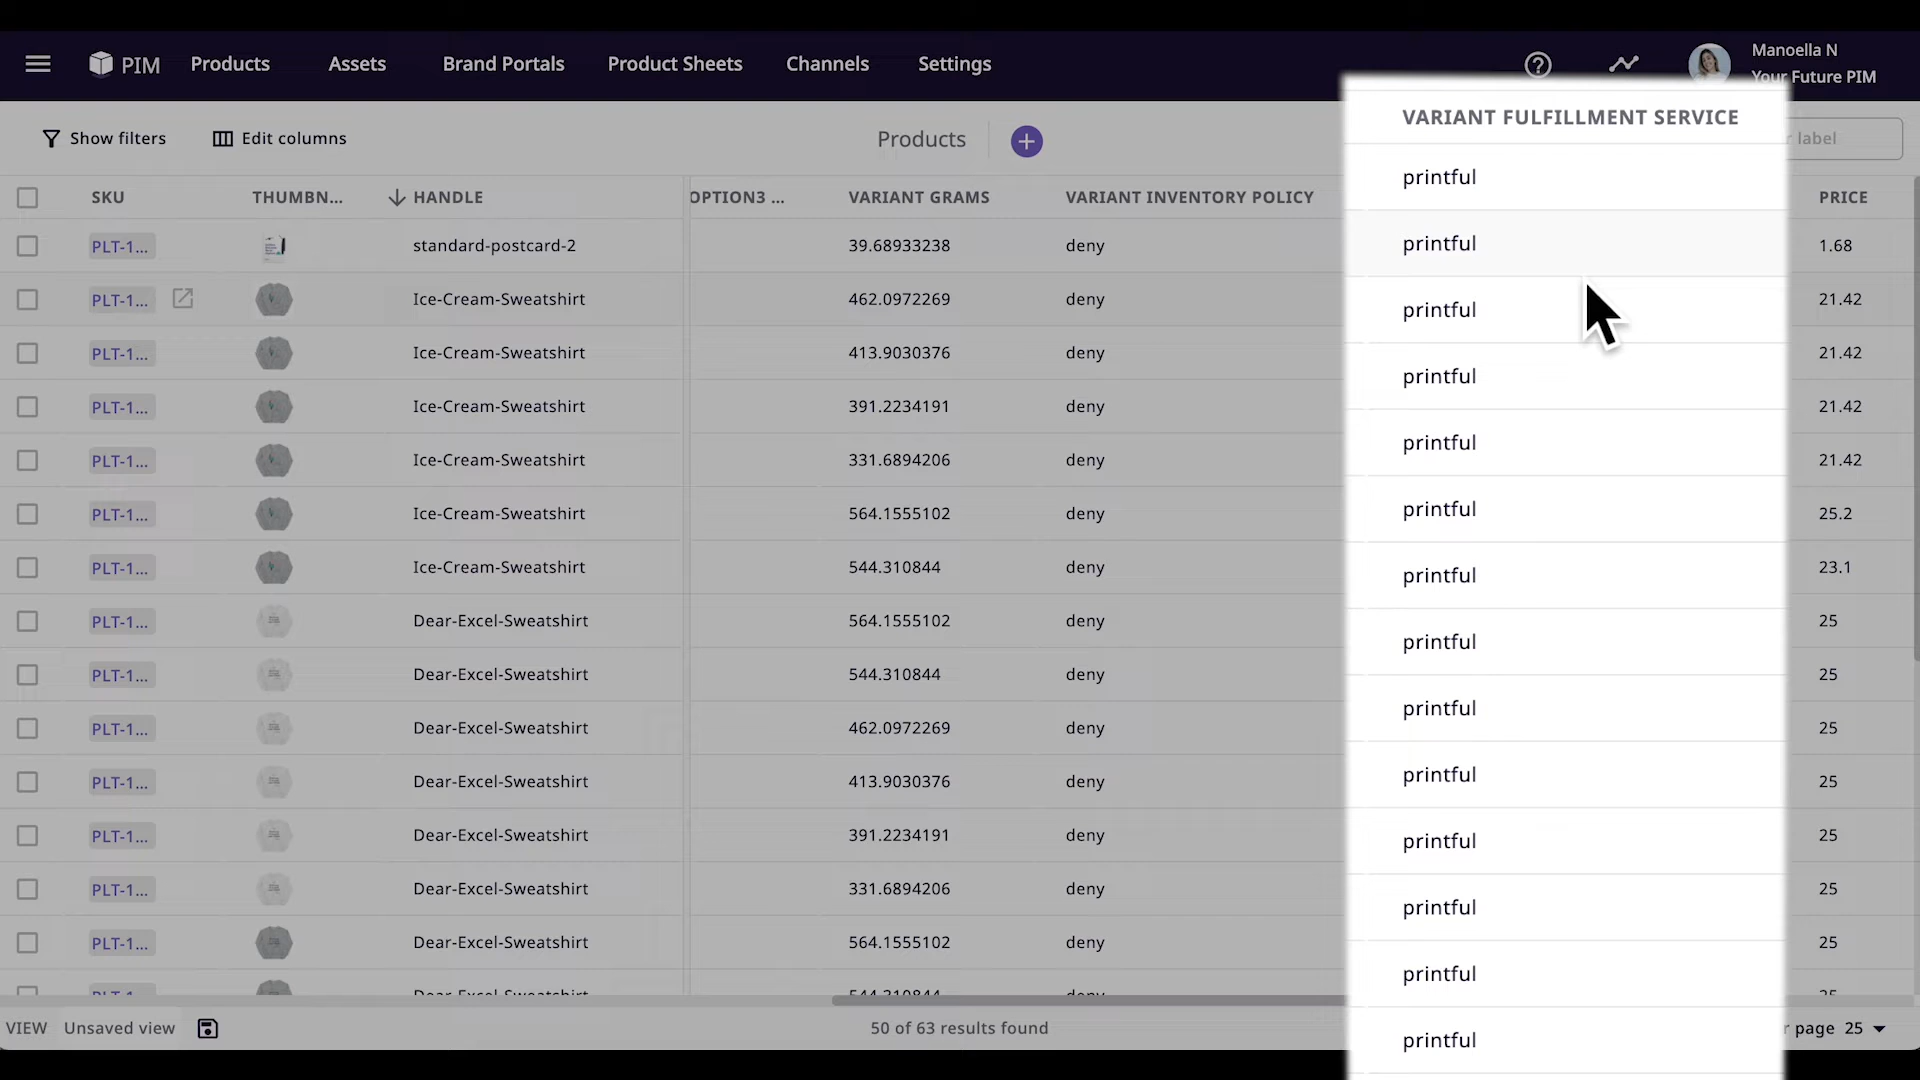 PIM Products Assets Brand Portals Product Sheets Channels Settings Manoella N
Your Future PIM
Show filters Edit columns Products label
SKU THUMBN... HANDLE OPTION3 ... VARIANT GRAMS VARIANT INVENTORY POLICY VARIANT FULFILLMENT SERVICE PRICE
PLT-1... standard-postcard-2 39.68933238 deny printful 1.68
PLT-1... Ice-Cream-Sweatshirt 462.0972269 deny printful 21.42
PLT-1... Ice-Cream-Sweatshirt 413.9030376 deny printful 21.42
PLT-1... Ice-Cream-Sweatshirt 391.2234191 deny printful 21.42
PLT-1... Ice-Cream-Sweatshirt 331.6894206 deny printful 21.42
PLT-1... Ice-Cream-Sweatshirt 564.1555102 deny printful 25.2
PLT-1... Ice-Cream-Sweatshirt 544.310844 deny printful 23.1
PLT-1... Dear-Excel-Sweatshirt 564.1555102 deny printful 25
PLT-1... Dear-Excel-Sweatshirt 544.310844 deny printful 25
PLT-1... Dear-Excel-Sweatshirt 462.0972269 deny printful 25
PLT-1... Dear-Excel-Sweatshirt 413.9030376 deny printful 25
PLT-1... Dear-Excel-Sweatshirt 391.2234191 deny printful 25
PLT-1... Dear-Excel-Sweatshirt 331.6894206 deny printful 25
PLT-1... Dear-Excel-Sweatshirt 564.1555102 deny printful 25
VIEW Unsaved view 50 of 63 results found page 25